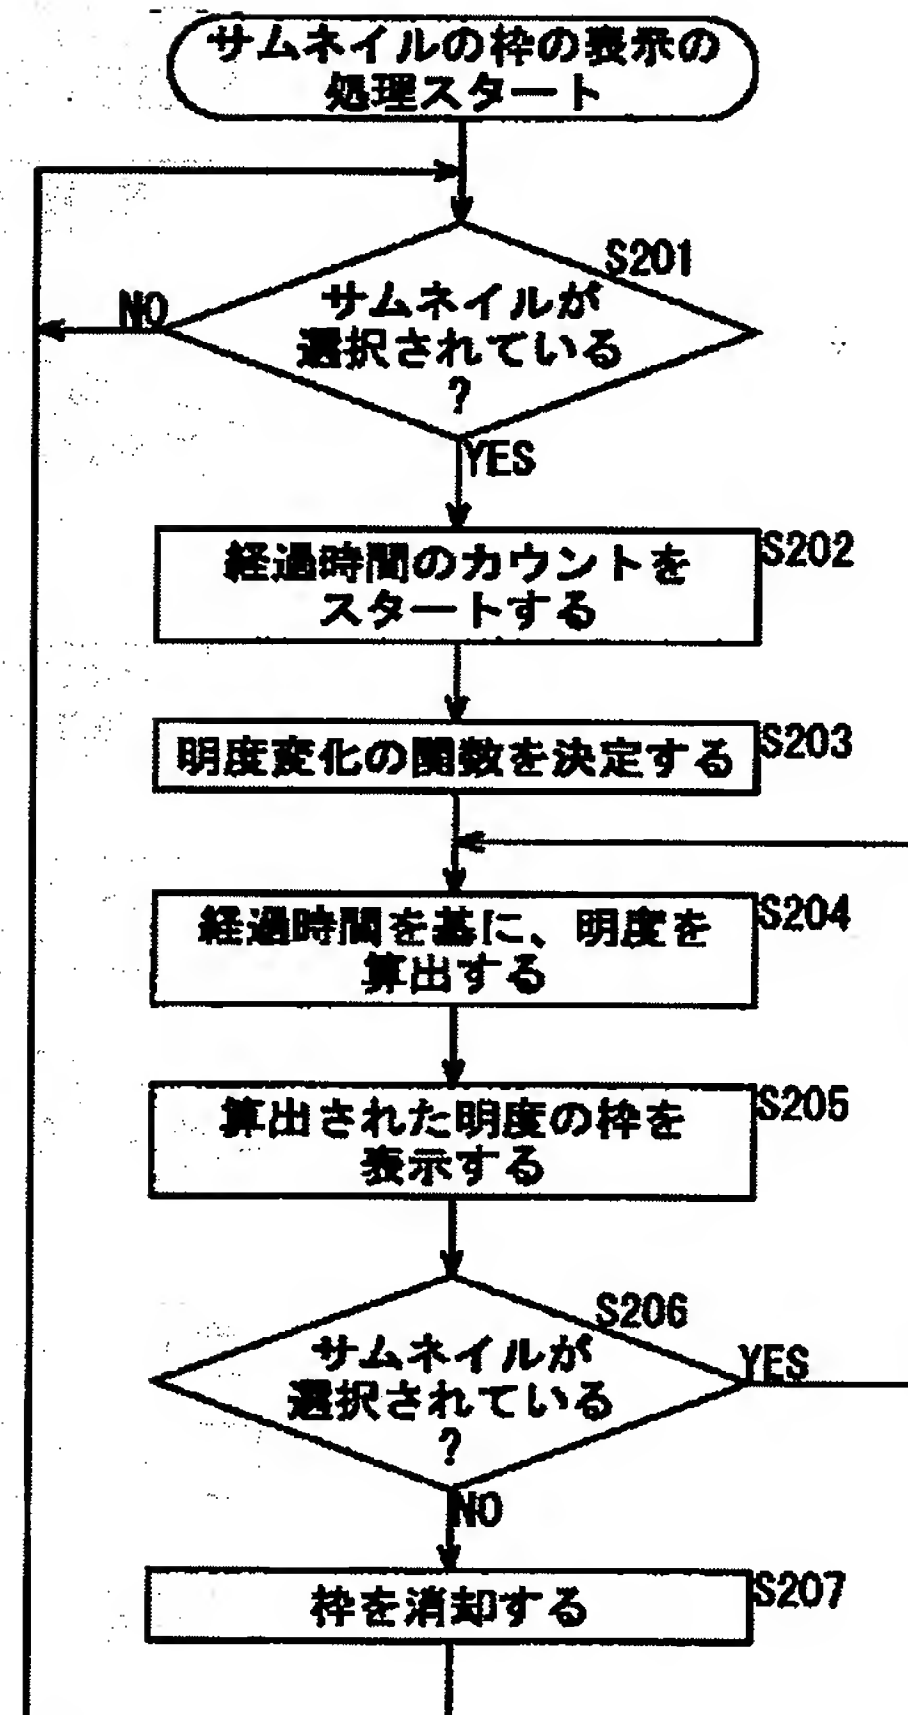 サムネイルの枠の表示の
処理スタート
S201
NO
サムネイルが
選択されている
?
YES
S202
経過時間のカウントを
スタートする
S203
明度変化の関数を決定する
S204
経過時間を基に、明度を
算出する
S205
算出された明度の枠を
表示する
S206
サムネイルが
選択されている
?
YES
NO
S207
枠を消却する